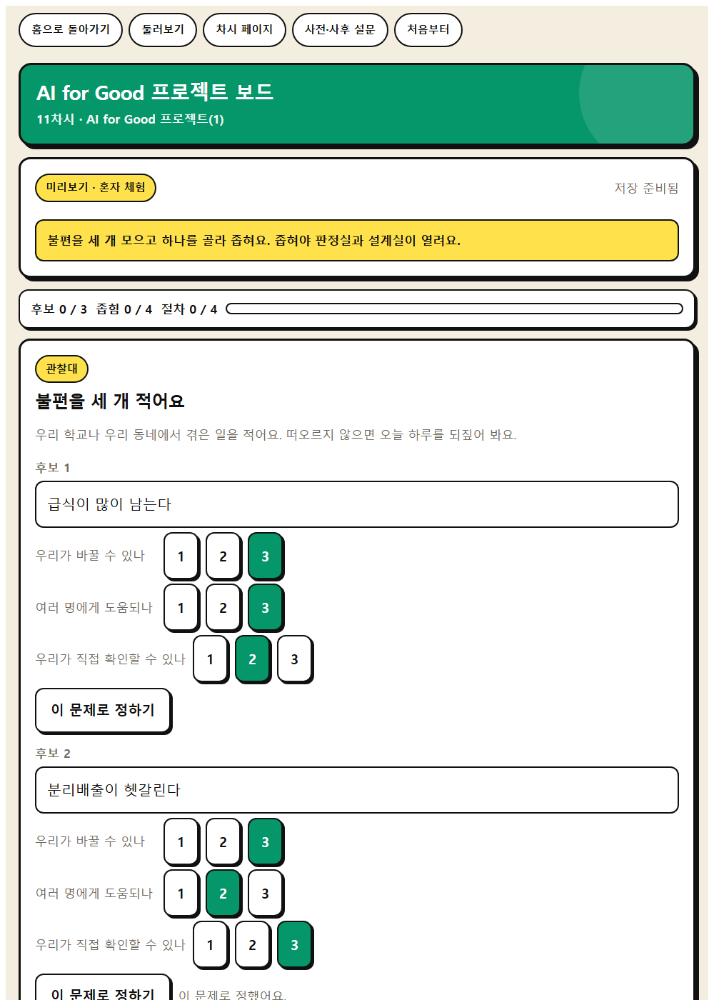 홈으로 돌아가기 둘러보기 차시 페이지 사전·사후 설문 처음부터
AI for Good 프로젝트 보드
11차시 · AI for Good 프로젝트(1)
미리보기 · 혼자 체험 저장 준비됨
불편을 세 개 모으고 하나를 골라 좁혀요. 좁혀야 판정실과 설계실이 열려요.
후보 0 / 3 좁힘 0 / 4 절차 0 / 4
관찰대
불편을 세 개 적어요
우리 학교나 우리 동네에서 겪은 일을 적어요. 떠오르지 않으면 오늘 하루를 되짚어 봐요.
후보 1
급식이 많이 남는다
우리가 바꿀 수 있나 1 2 3
여러 명에게 도움되나 1 2 3
우리가 직접 확인할 수 있나 1 2 3
이 문제로 정하기
후보 2
분리배출이 헷갈린다
우리가 바꿀 수 있나 1 2 3
여러 명에게 도움되나 1 2 3
우리가 직접 확인할 수 있나 1 2 3
이 문제로 정하기 이 문제로 정했어요.